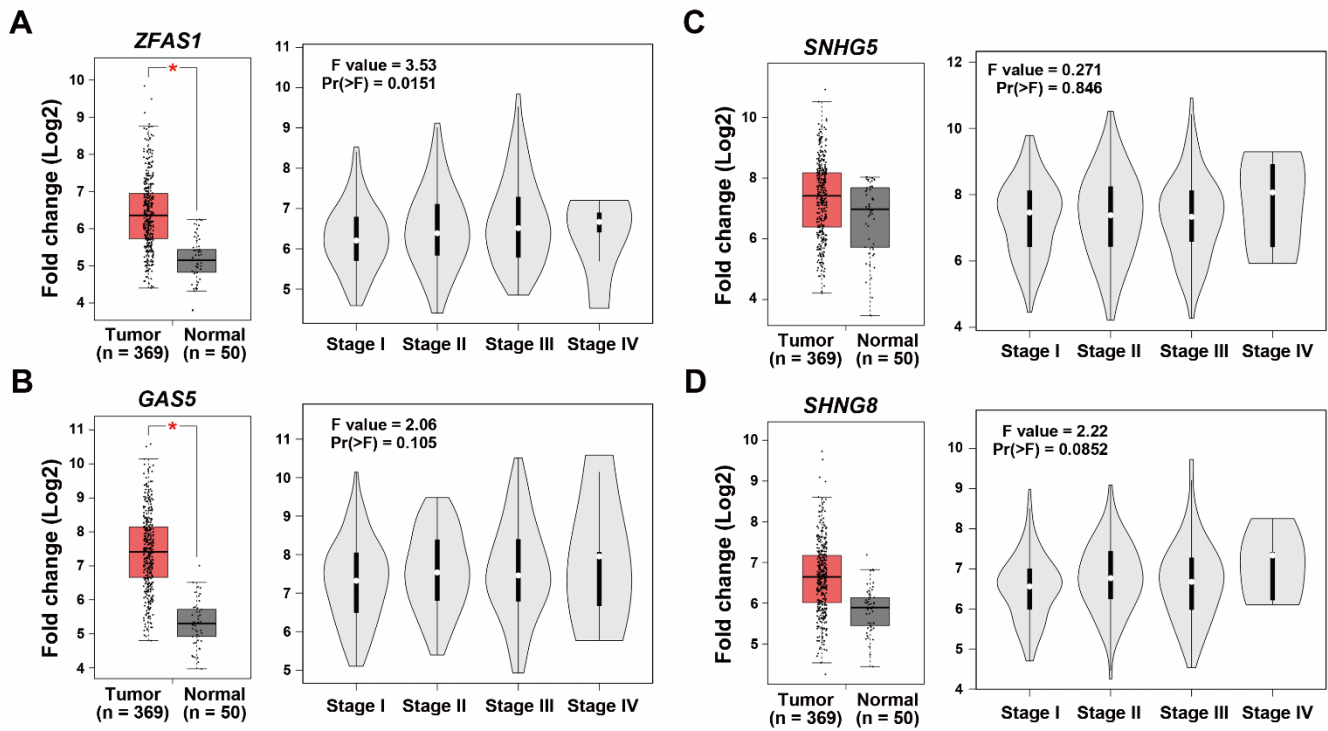 A
ZFAS1
Fold change (Log2)
10
9
8
7
6
5
4
*
Tumor
(n = 369)
Normal
(n = 50)
11
10
9
8
7
6
5
F value = 3.53
Pr(>F) = 0.0151
Stage I
Stage II
Stage III
Stage IV
B
GAS5
Fold change (Log2)
11
10
9
8
7
6
5
4
*
Tumor
(n = 369)
Normal
(n = 50)
11
10
9
8
7
6
5
F value = 2.06
Pr(>F) = 0.105
Stage I
Stage II
Stage III
Stage IV
C
SNHG5
Fold change (Log2)
10
8
6
4
Tumor
(n = 369)
Normal
(n = 50)
12
10
8
6
4
F value = 0.271
Pr(>F) = 0.846
Stage I
Stage II
Stage III
Stage IV
D
SHNG8
Fold change (Log2)
10
9
8
7
6
5
Tumor
(n = 369)
Normal
(n = 50)
10
9
8
7
6
5
4
F value = 2.22
Pr(>F) = 0.0852
Stage I
Stage II
Stage III
Stage IV